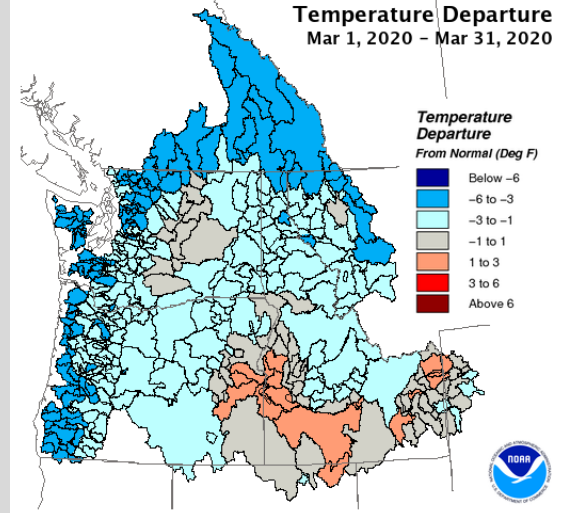 Temperature Departure
Mar 1, 2020 - Mar 31, 2020
Temperature
Departure
From Normal (Deg F)
Below -6
-6 to -3
-3 to -1
-1 to 1
1 to 3
3 to 6
Above 6
NOAA